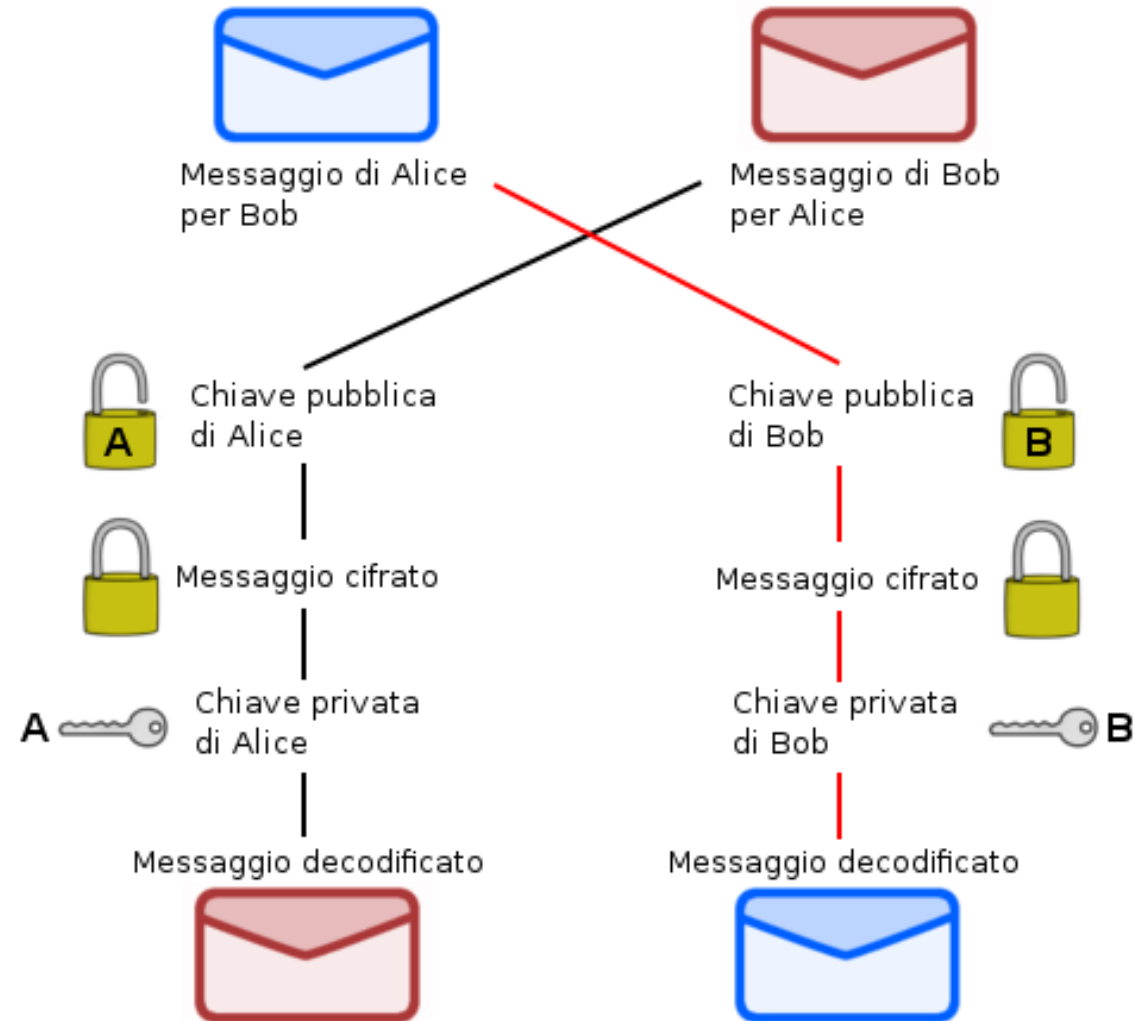 Messaggio di Alice
per Bob
Messaggio di Bob
per Alice
A
Chiave pubblica
di Alice
Chiave pubblica
di Bob
B
Messaggio cifrato
Messaggio cifrato
A
Chiave privata
di Alice
Chiave privata
di Bob
B
Messaggio decodificato
Messaggio decodificato